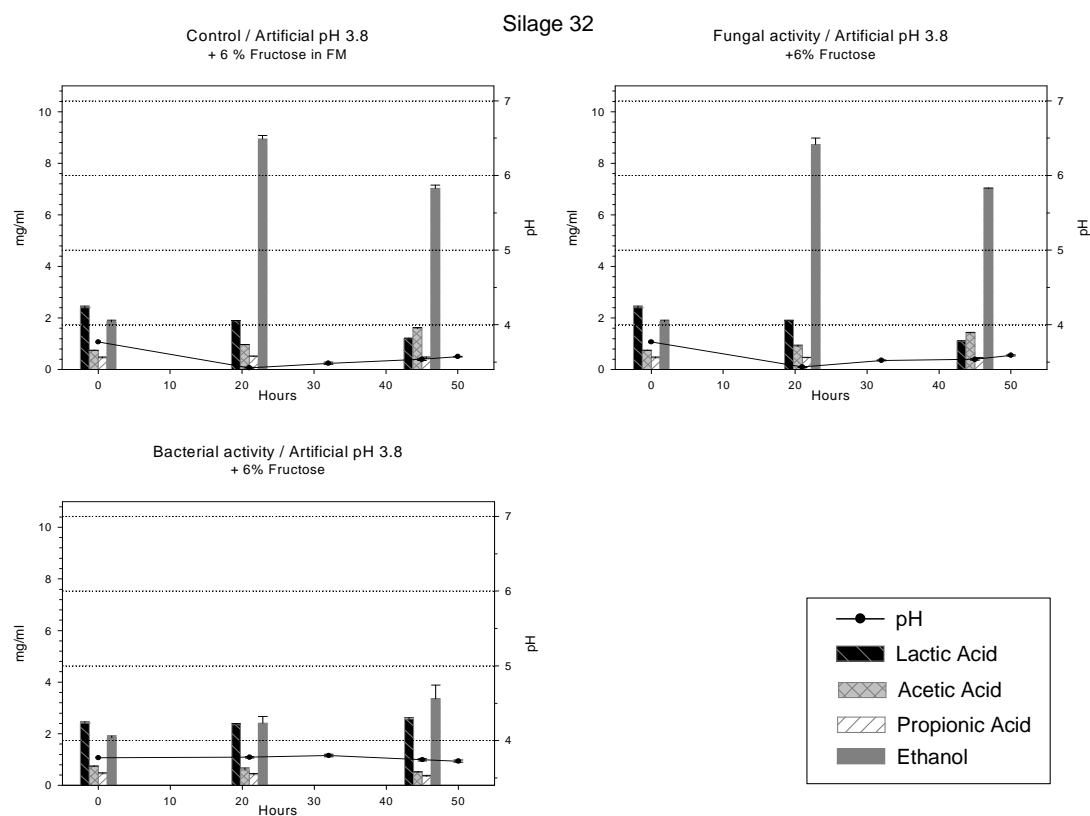 Silage 32
Control / Artificial pH 3.8
+ 6 % Fructose in FM
10
8
6
4
2
0
mg/ml
7
6
5
4
pH
0 10 20 30 40 50
Hours
Fungal activity / Artificial pH 3.8
+6% Fructose
10
8
6
4
2
0
mg/ml
7
6
5
4
pH
0 10 20 30 40 50
Hours
Bacterial activity / Artificial pH 3.8
+ 6% Fructose
10
8
6
4
2
0
mg/ml
7
6
5
4
pH
0 10 20 30 40 50
Hours
pH
Lactic Acid
Acetic Acid
Propionic Acid
Ethanol